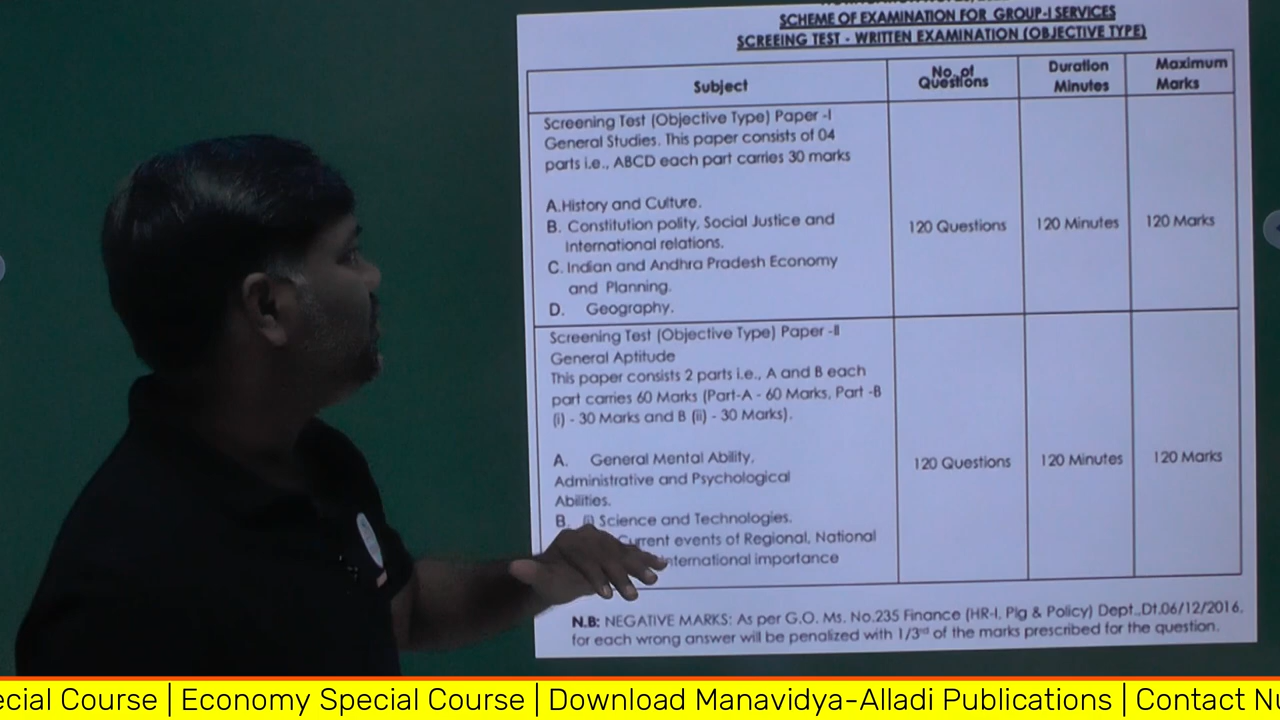 SCHEME OF EXAMINATION FOR GROUP-I SERVICES
SCREEING TEST - WRITTEN EXAMINATION (OBJECTIVE TYPE)
Subject
No. of
Questions
Duration
Minutes
Maximum
Marks
Screening Test (Objective Type) Paper -I
General Studies. This paper consists of 04
parts i.e., ABCD each part carries 30 marks
A.History and Culture.
B. Constitution polity, Social Justice and
International relations.
C. Indian and Andhra Pradesh Economy
and Planning.
D. Geography.
120 Questions
120 Minutes
120 Marks
Screening Test (Objective Type) Paper -II
General Aptitude
This paper consists 2 parts i.e., A and B each
part carries 60 Marks (Part-A - 60 Marks, Part -B
(i) - 30 Marks and B (ii) - 30 Marks).
A. General Mental Ability,
Administrative and Psychological
Abilities.
B. (i) Science and Technologies.
Current events of Regional, National
International importance
120 Questions
120 Minutes
120 Marks
N.B: NEGATIVE MARKS: As per G.O. Ms. No.235 Finance (HR-I, Plg & Policy) Dept.,Dt.06/12/2016,
for each wrong answer will be penalized with 1/3rd of the marks prescribed for the question.
ecial Course | Economy Special Course | Download Manavidya-Alladi Publications | Contact Nu